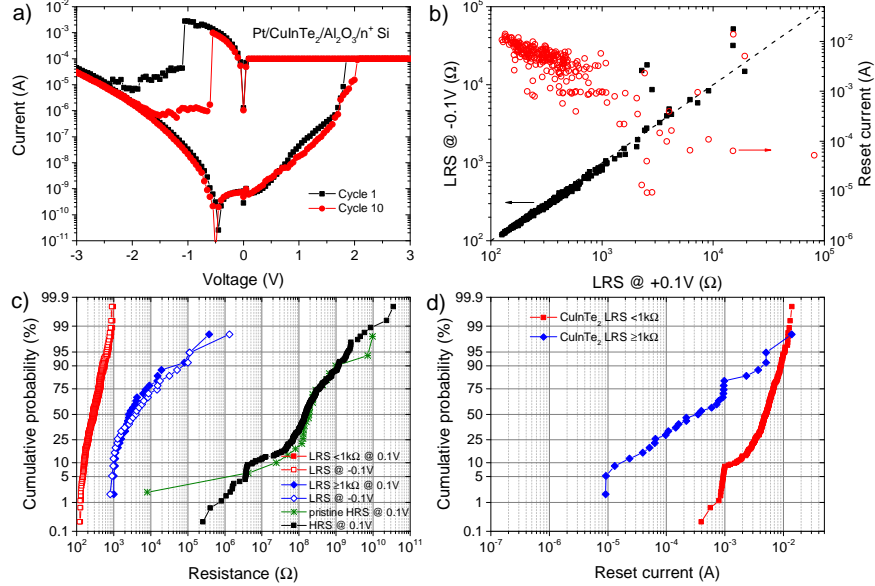 a)
Pt/CuInTe₂/Al₂O₃/n⁺ Si
10⁻²
10⁻³
10⁻⁴
10⁻⁵
10⁻⁶
10⁻⁷
10⁻⁸
10⁻⁹
10⁻¹⁰
10⁻¹¹
Current (A)
Cycle 1
Cycle 10
-3 -2 -1 0 1 2 3
Voltage (V)
b)
10⁵
10⁴
10³
10²
LRS @ -0.1V (Ω)
10⁻²
10⁻³
10⁻⁴
10⁻⁵
10⁻⁶
Reset current (A)
10² 10³ 10⁴ 10⁵
LRS @ +0.1V (Ω)
c)
99.9
99
95
90
75
50
25
10
5
1
0.1
Cumulative probability (%)
LRS <1kΩ @ 0.1V
LRS @ -0.1V
LRS ≥1kΩ @ 0.1V
LRS @ -0.1V
pristine HRS @ 0.1V
HRS @ 0.1V
10² 10³ 10⁴ 10⁵ 10⁶ 10⁷ 10⁸ 10⁹ 10¹⁰ 10¹¹
Resistance (Ω)
d)
99.9
99
95
90
75
50
25
10
5
1
0.1
Cumulative probability (%)
CuInTe₂ LRS <1kΩ
CuInTe₂ LRS ≥1kΩ
10⁻⁷ 10⁻⁶ 10⁻⁵ 10⁻⁴ 10⁻³ 10⁻²
Reset current (A)